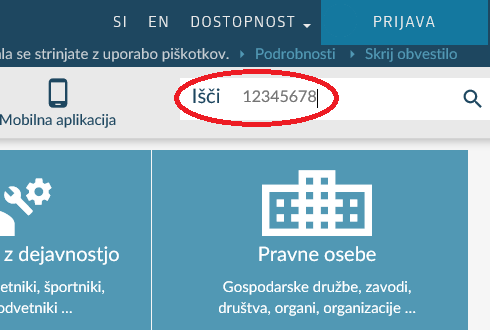 SI EN DOSTOPNOST PRIJAVA
la se strinjate z uporabo piškotkov. Podrobnosti Skrij obvestilo
Išči 12345678
Mobilna aplikacija
z dejavnostjo
etniki, športniki,
odvetniki ...
Pravne osebe
Gospodarske družbe, zavodi,
društva, organi, organizacije ...